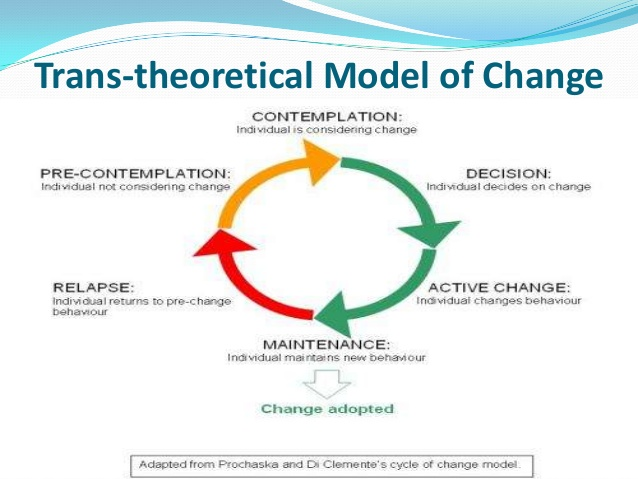 Trans-theoretical Model of Change
CONTEMPLATION:
Individual is considering change
PRE-CONTEMPLATION:
Individual not considering change
DECISION:
Individual decides on change
RELAPSE:
Individual returns to pre-change
behaviour
ACTIVE CHANGE:
Individual changes behaviour
MAINTENANCE:
Individual maintains new behaviour
Change adopted
Adapted from Prochaska and Di Clemente's cycle of change model.